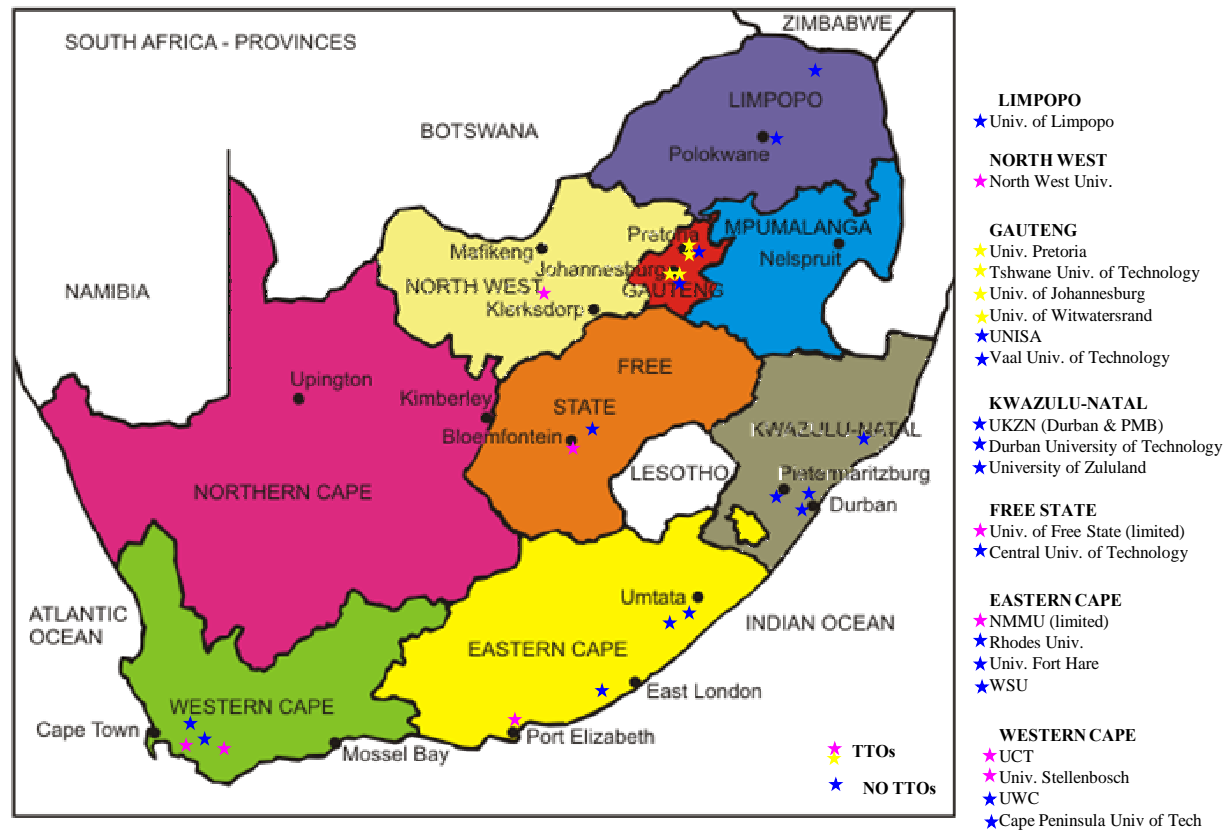 SOUTH AFRICA - PROVINCES
ZIMBABWE
LIMPOPO
BOTSWANA
Polokwane
MPUMALANGA
Pratoria
Mafikeng
Nelspruit
Johannesburg
NAMIBIA
NORTH WEST
GAUTENG
Klerksdorp
FREE
STATE
Upington
Kimberley
Bloemfontein
KWAZULU-NATAL
LESOTHO
Pietermaritzburg
NORTHERN CAPE
Durban
Umtata
ATLANTIC
OCEAN
INDIAN OCEAN
EASTERN CAPE
East London
WESTERN CAPE
Cape Town
Port Elizabeth
Mossel Bay
TTOs
NO TTOs
LIMPOPO
Univ. of Limpopo
NORTH WEST
North West Univ.
GAUTENG
Univ. Pretoria
Tshwane Univ. of Technology
Univ. of Johannesburg
Univ. of Witwatersrand
UNISA
Vaal Univ. of Technology
KWAZULU-NATAL
UKZN (Durban & PMB)
Durban University of Technology
University of Zululand
FREE STATE
Univ. of Free State (limited)
Central Univ. of Technology
EASTERN CAPE
NMMU (limited)
Rhodes Univ.
Univ. Fort Hare
WSU
WESTERN CAPE
UCT
Univ. Stellenbosch
UWC
Cape Peninsula Univ of Tech